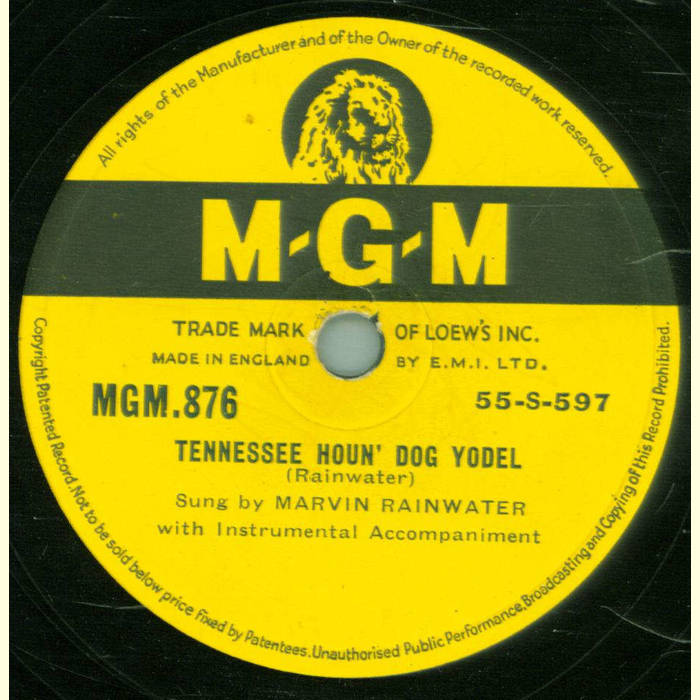 All rights of the Manufacturer and of the Owner of the recorded work reserved.
M-G-M
TRADE MARK OF LOEW'S INC.
MADE IN ENGLAND BY E.M.I. LTD.
MGM.876 55-S-597
TENNESSEE HOUN' DOG YODEL
(Rainwater)
Sung by MARVIN RAINWATER
with Instrumental Accompaniment
Copyright Patented Record. Not to be sold below price fixed by Patentees. Unauthorised Public Performance, Broadcasting and Copying of this Record Prohibited.